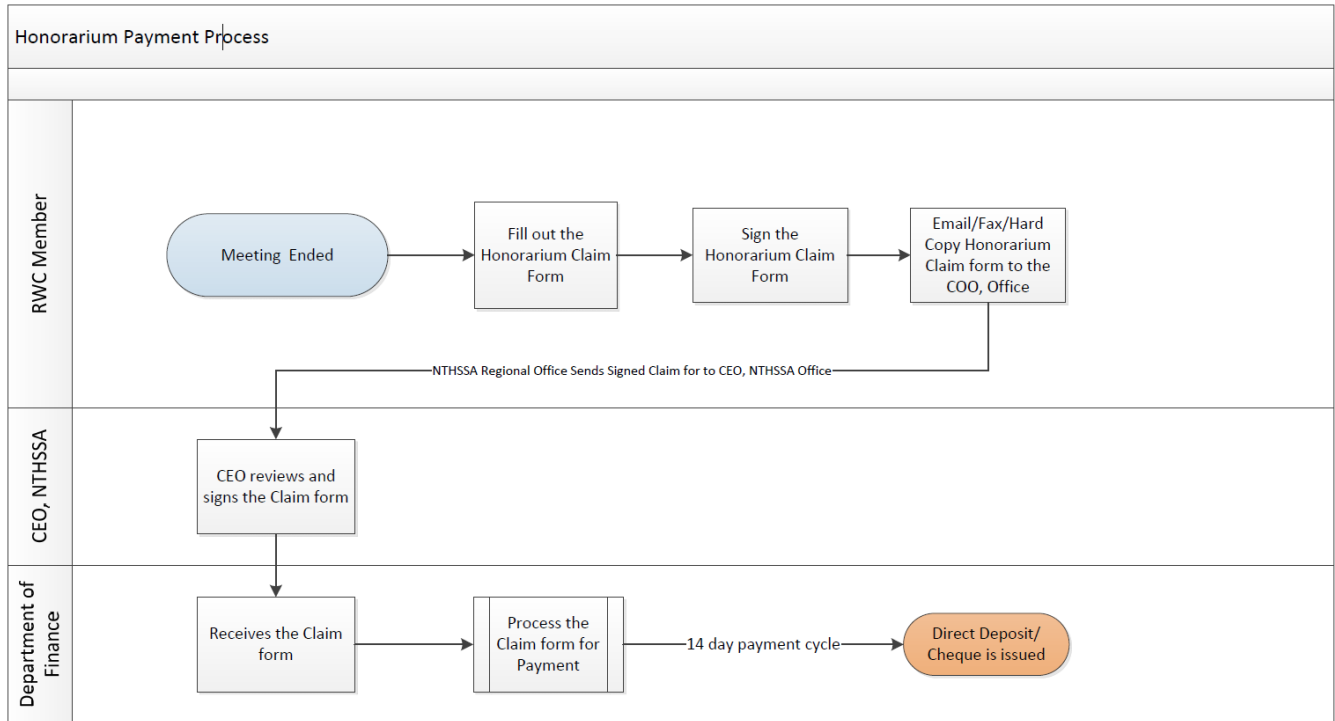 Honorarium Payment Process
RWC Member
Meeting Ended
Fill out the
Honorarium Claim
Form
Sign the
Honorarium Claim
Form
Email/Fax/Hard
Copy Honorarium
Claim form to the
COO, Office
NTHSSA Regional Office Sends Signed Claim for to CEO, NTHSSA Office
CEO, NTHSSA
CEO reviews and
signs the Claim form
Department of
Finance
Receives the Claim
form
Process the
Claim form for
Payment
14 day payment cycle
Direct Deposit/
Cheque is issued